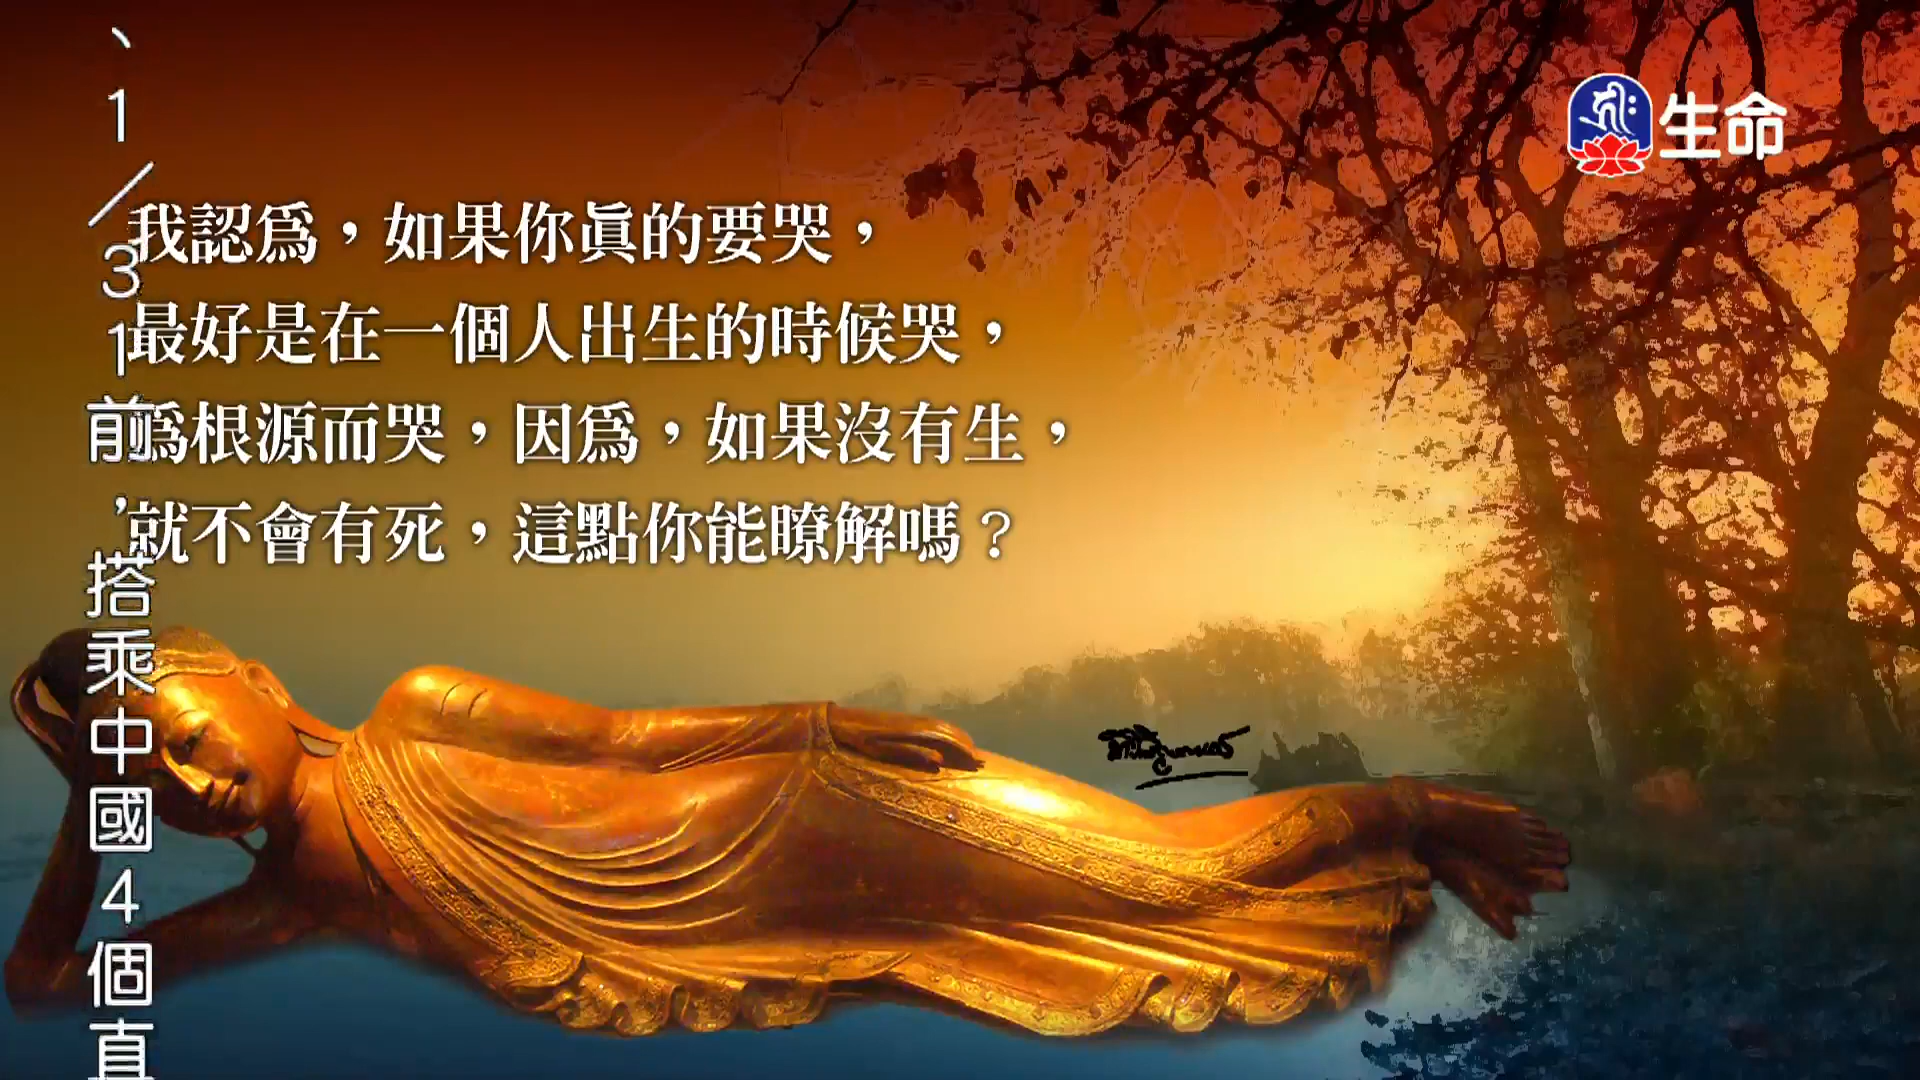 生命
我認爲，如果你眞的要哭，
最好是在一個人出生的時候哭，
爲根源而哭，因爲，如果沒有生，
就不會有死，這點你能瞭解嗎？
、1／31前，搭乘中國4個直